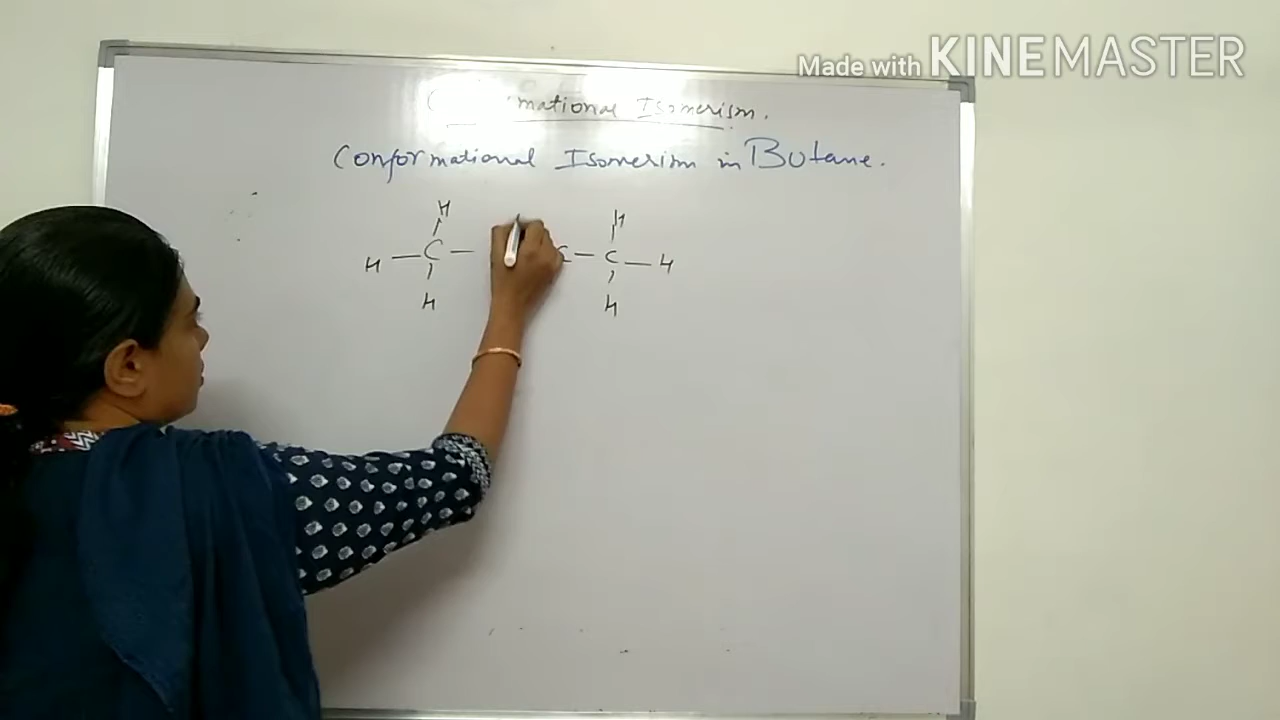 Made with KINEMASTER
mational Isomerism.
Conformational Isomerism in Butane.
H H
H — C — C — C — H
H H